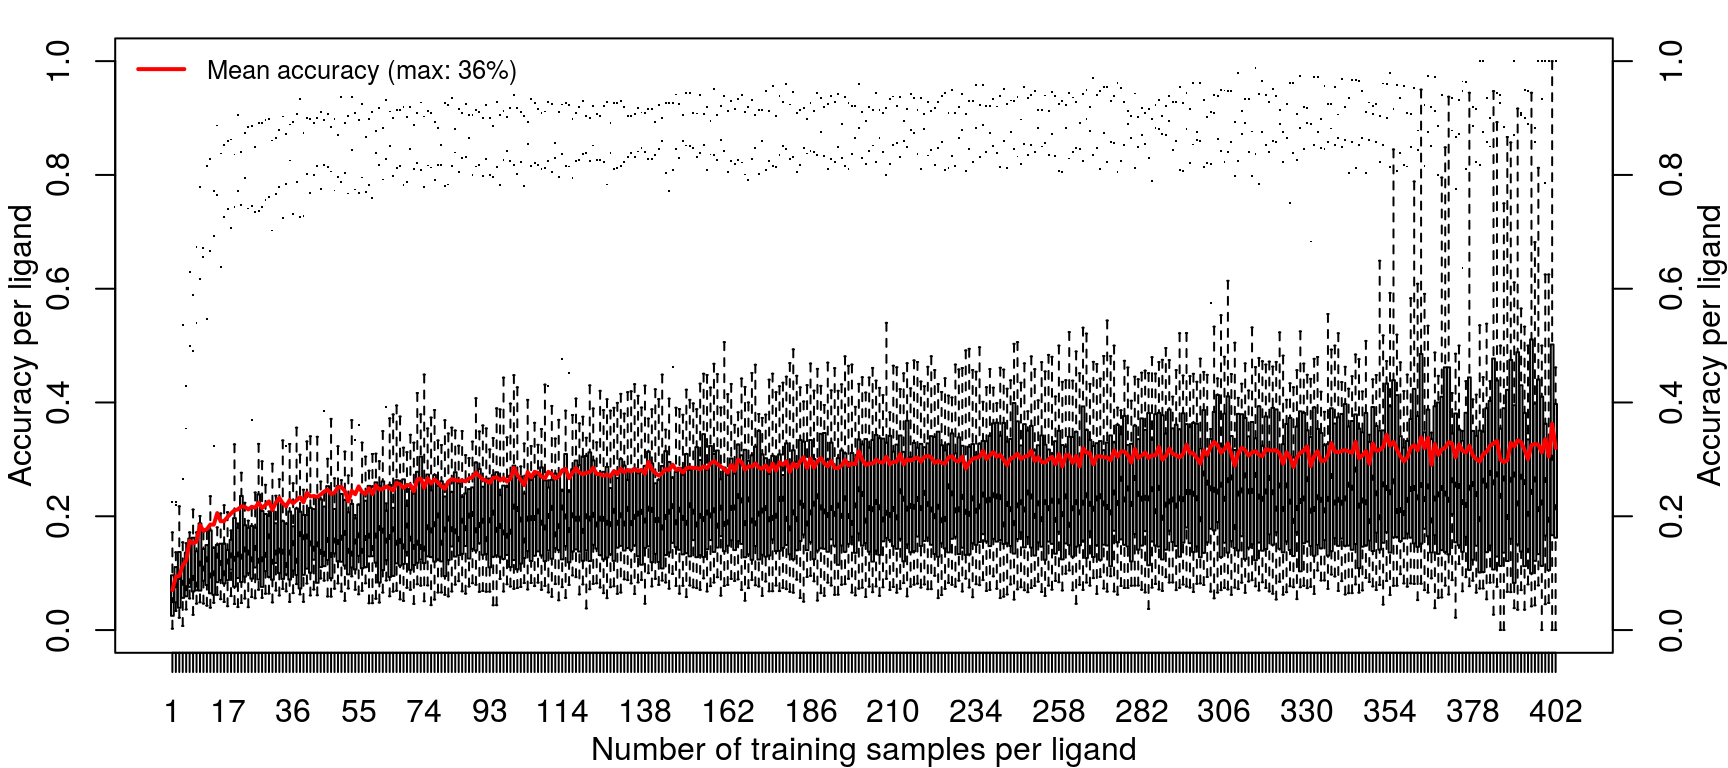 Mean accuracy (max: 36%)
Accuracy per ligand
1.0
0.8
0.6
0.4
0.2
0.0
1.0
0.8
0.6
0.4
0.2
0.0
Accuracy per ligand
1 17 36 55 74 93 114 138 162 186 210 234 258 282 306 330 354 378 402
Number of training samples per ligand